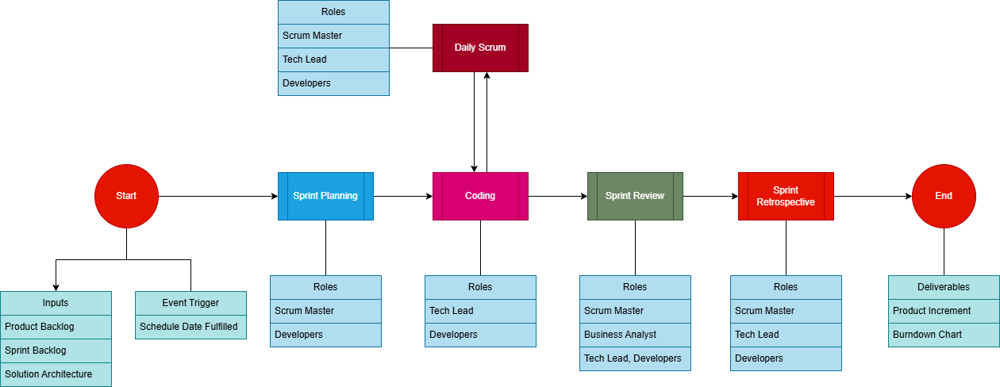 Roles
Scrum Master
Tech Lead
Developers
Daily Scrum
Start
Sprint Planning
Coding
Sprint Review
Sprint
Retrospective
End
Inputs
Product Backlog
Sprint Backlog
Solution Architecture
Event Trigger
Schedule Date Fulfilled
Roles
Scrum Master
Developers
Roles
Tech Lead
Developers
Roles
Scrum Master
Business Analyst
Tech Lead, Developers
Roles
Scrum Master
Tech Lead
Developers
Deliverables
Product Increment
Burndown Chart